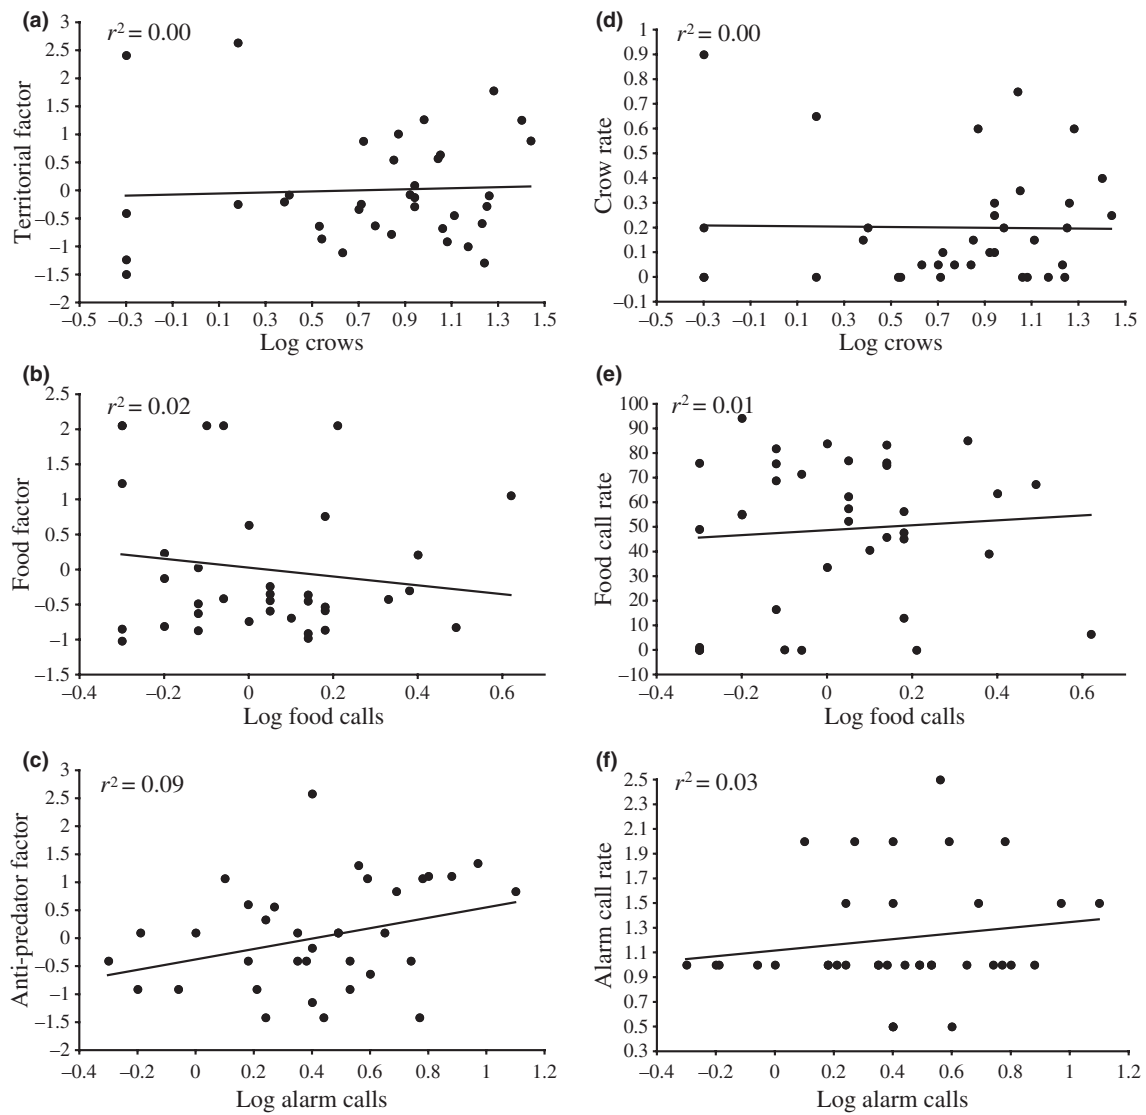 (a)
r² = 0.00
Territorial factor
3
2.5
2
1.5
1
0.5
0
–0.5
–1
–1.5
–2
–0.5 –0.3 –0.1 0.1 0.3 0.5 0.7 0.9 1.1 1.3 1.5
Log crows
(d)
r² = 0.00
Crow rate
1
0.9
0.8
0.7
0.6
0.5
0.4
0.3
0.2
0.1
0
–0.1
–0.5 –0.3 –0.1 0.1 0.3 0.5 0.7 0.9 1.1 1.3 1.5
Log crows
(b)
r² = 0.02
Food factor
2.5
2
1.5
1
0.5
0
–0.5
–1
–1.5
–0.4 –0.2 0 0.2 0.4 0.6
Log food calls
(e)
r² = 0.01
Food call rate
100
90
80
70
60
50
40
30
20
10
0
–10
–0.4 –0.2 0 0.2 0.4 0.6
Log food calls
(c)
r² = 0.09
Anti-predator factor
3
2.5
2
1.5
1
0.5
0
–0.5
–1
–1.5
–2
–0.4 –0.2 0 0.2 0.4 0.6 0.8 1 1.2
Log alarm calls
(f)
r² = 0.03
Alarm call rate
2.5
2.3
2.1
1.9
1.7
1.5
1.3
1.1
0.9
0.7
0.5
0.3
–0.4 –0.2 0 0.2 0.4 0.6 0.8 1 1.2
Log alarm calls